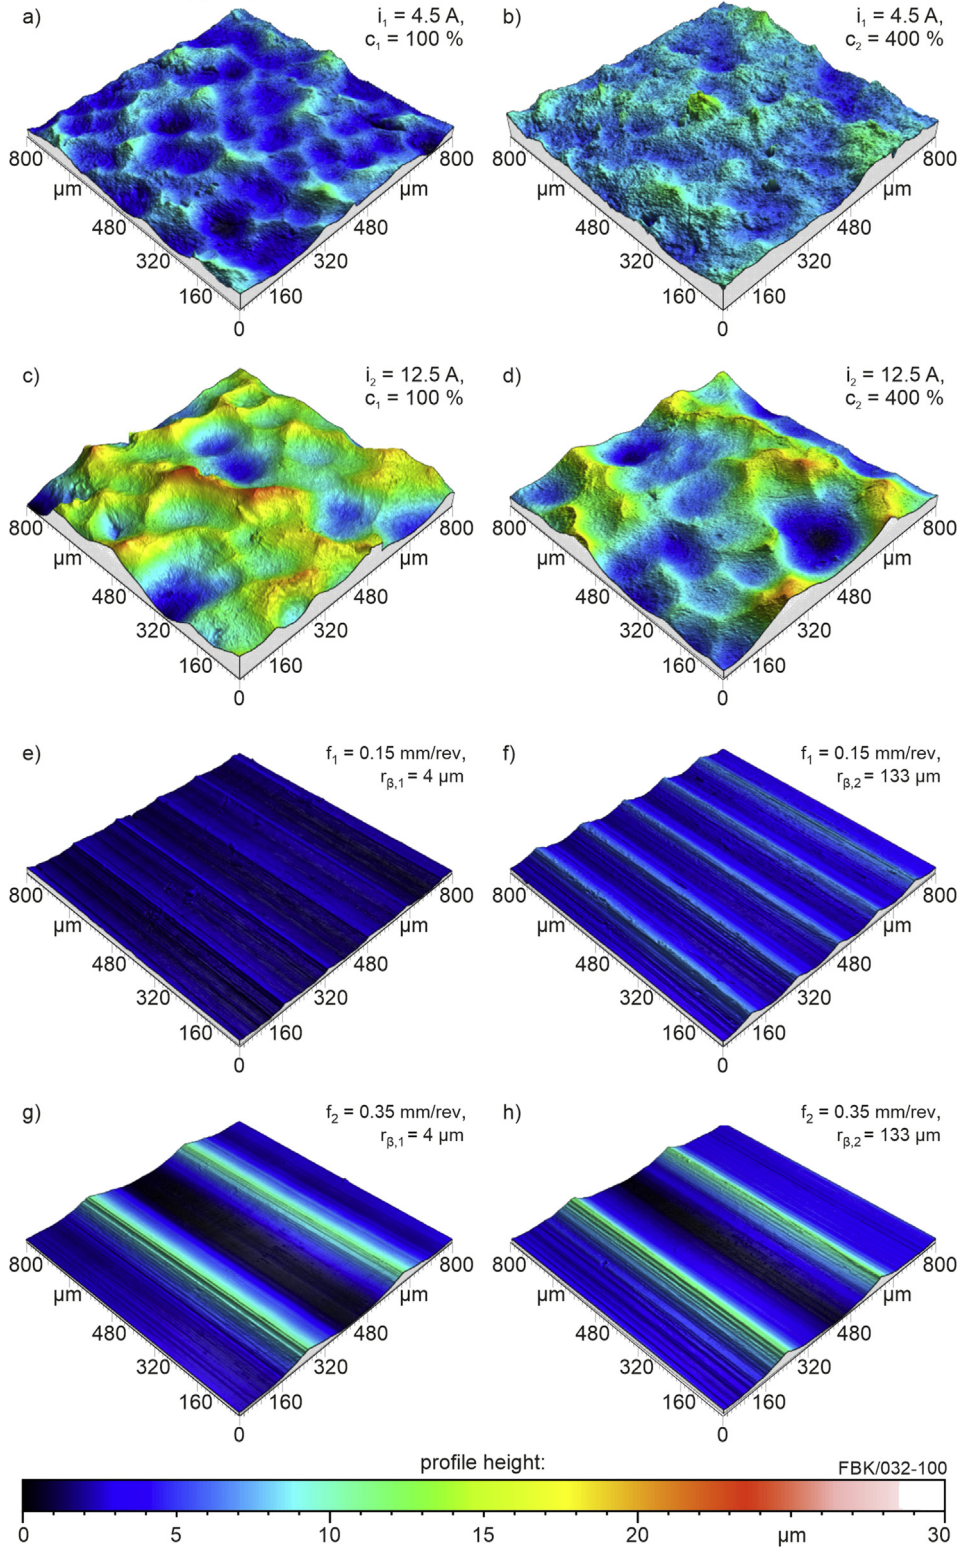 a) i₁ = 4.5 A, b) i₁ = 4.5 A,
c₁ = 100 % c₂ = 400 %
800 800 800 800
µm µm µm µm
480 480 480 480
320 320 320 320
160 160 160 160
0 0
c) i₂ = 12.5 A, d) i₂ = 12.5 A,
c₁ = 100 % c₂ = 400 %
800 800 800 800
µm µm µm µm
480 480 480 480
320 320 320 320
160 160 160 160
0 0
e) f₁ = 0.15 mm/rev, f) f₁ = 0.15 mm/rev,
rβ,1 = 4 µm rβ,2 = 133 µm
800 800 800 800
µm µm µm µm
480 480 480 480
320 320 320 320
160 160 160 160
0 0
g) f₂ = 0.35 mm/rev, h) f₂ = 0.35 mm/rev,
rβ,1 = 4 µm rβ,2 = 133 µm
800 800 800 800
µm µm µm µm
480 480 480 480
320 320 320 320
160 160 160 160
0 0
profile height: FBK/032-100
0 5 10 15 20 µm 30